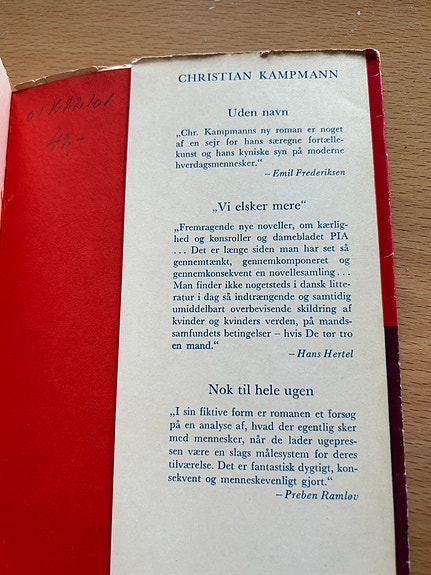 CHRISTIAN KAMPMANN
Uden navn
„Chr. Kampmanns ny roman er noget
af en sejr for hans særegne fortælle-
kunst og hans kyniske syn på moderne
hverdagsmennesker.“
– Emil Frederiksen
„Vi elsker mere“
„Fremragende nye noveller, om kærlig-
hed og kønsroller og damebladet PIA
... Det er længe siden man har set så
gennemtænkt, gennemkomponeret og
gennemkonsekvent en novellesamling...
Man finder ikke nogetsteds i dansk litte-
ratur i dag så indtrængende og samtidig
umiddelbart overbevisende skildring af
kvinder og kvinders verden, på mands-
samfundets betingelser – hvis De tør tro
en mand.“
– Hans Hertel
Nok til hele ugen
„I sin fiktive form er romanen et forsøg
på en analyse af, hvad der egentlig sker
med mennesker, når de lader ugepres-
sen være en slags målesystem for deres
tilværelse. Det er fantastisk dygtigt, kon-
sekvent og menneskevenligt gjort.“
– Preben Ramløv